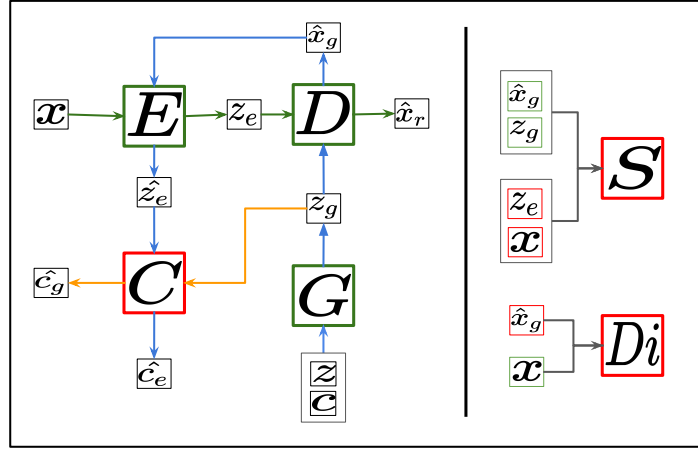 x̂_g
x
E
z_e
D
x̂_r
ẑ_e
z_g
ĉ_g
C
G
ĉ_e
z
c
x̂_g
z_g
S
z_e
x
x̂_g
Di
x